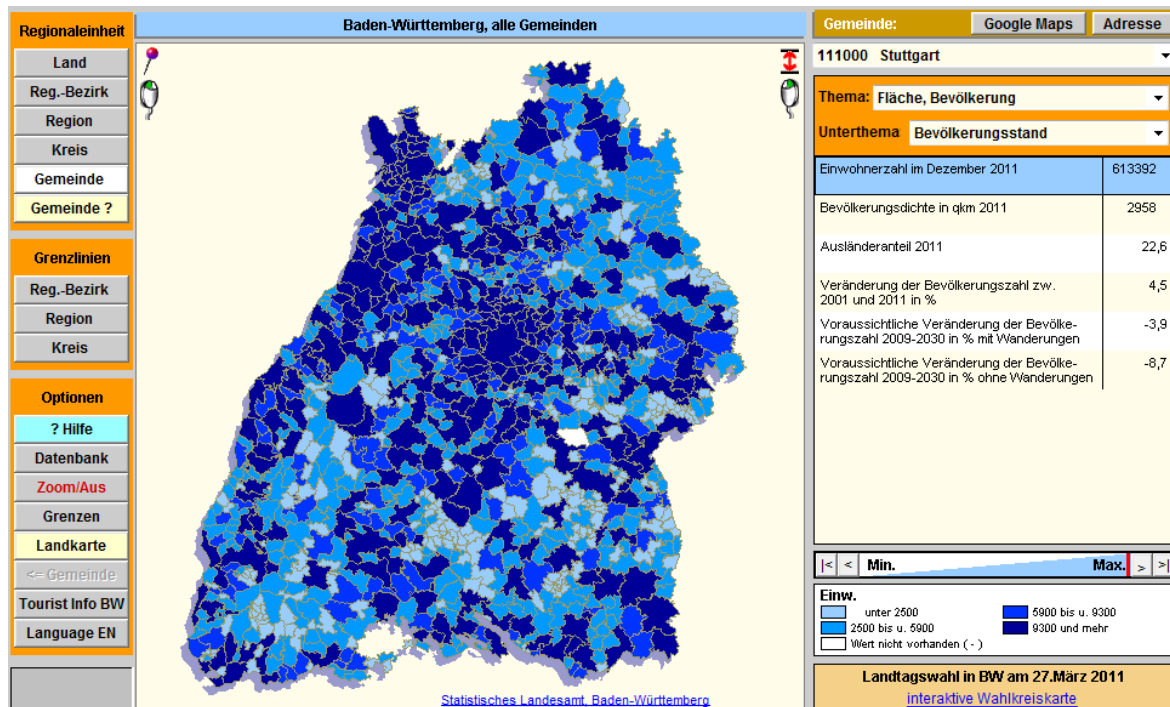 Regionaleinheit
Land
Reg.-Bezirk
Region
Kreis
Gemeinde
Gemeinde ?
Grenzlinien
Reg.-Bezirk
Region
Kreis
Optionen
? Hilfe
Datenbank
Zoom/Aus
Grenzen
Landkarte
<= Gemeinde
Tourist Info BW
Language EN
Baden-Württemberg, alle Gemeinden
Statistisches Landesamt, Baden-Württemberg
Gemeinde: Google Maps Adresse
111000 Stuttgart
Thema: Fläche, Bevölkerung
Unterthema Bevölkerungsstand
Einwohnerzahl im Dezember 2011 613392
Bevölkerungsdichte in qkm 2011 2958
Ausländeranteil 2011 22,6
Veränderung der Bevölkerungszahl zw. 4,5
2001 und 2011 in %
Voraussichtliche Veränderung der Bevölke- -3,9
rungszahl 2009-2030 in % mit Wanderungen
Voraussichtliche Veränderung der Bevölke- -8,7
rungszahl 2009-2030 in % ohne Wanderungen
|< < Min. Max. > >|
Einw.
unter 2500 5900 bis u. 9300
2500 bis u. 5900 9300 und mehr
Wert nicht vorhanden ( - )
Landtagswahl in BW am 27.März 2011
interaktive Wahlkreiskarte